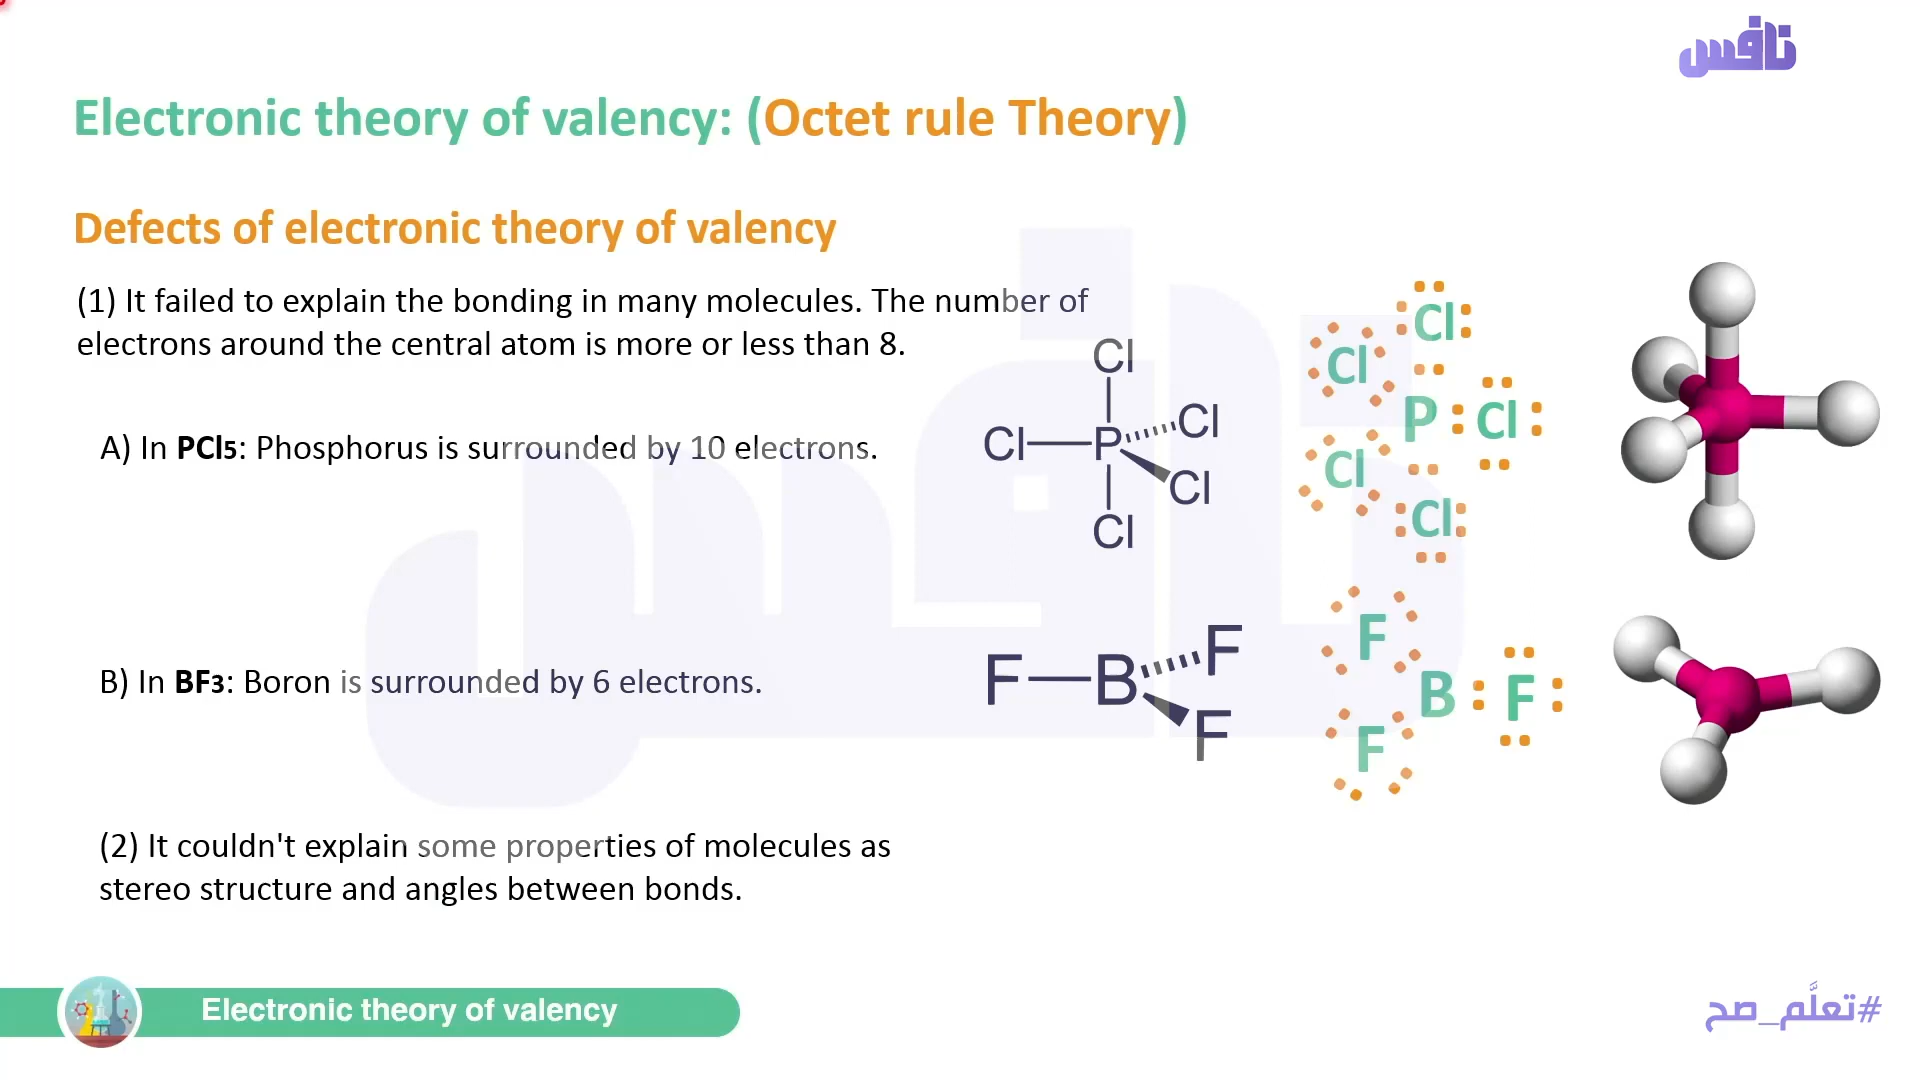 نافس
Electronic theory of valency: (Octet rule Theory)
Defects of electronic theory of valency
(1) It failed to explain the bonding in many molecules. The number of
electrons around the central atom is more or less than 8.
A) In PCl5: Phosphorus is surrounded by 10 electrons.
Cl
Cl P Cl
Cl
Cl
Cl
Cl
P : Cl :
Cl
Cl
B) In BF3: Boron is surrounded by 6 electrons.
F B F
F
F
B : F :
F
(2) It couldn't explain some properties of molecules as
stereo structure and angles between bonds.
Electronic theory of valency
#تعلَّم_صح